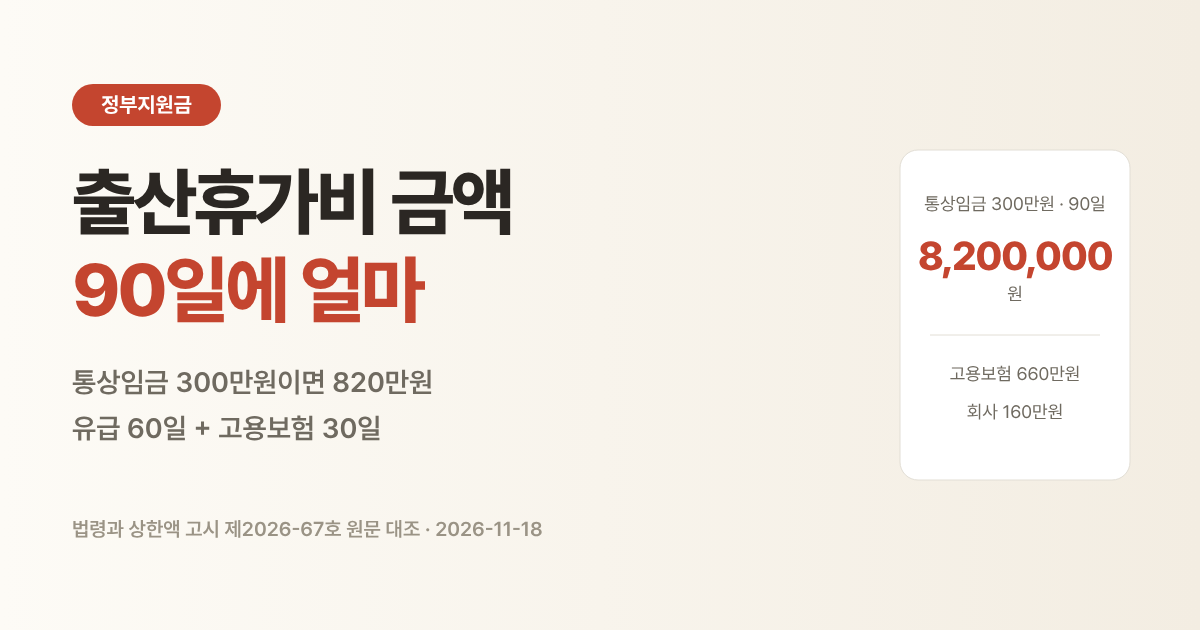 정부지원금
출산휴가비 금액
90일에 얼마
통상임금 300만원이면 820만원
유급 60일 + 고용보험 30일
법령과 상한액 고시 제2026-67호 원문 대조 · 2026-11-18
통상임금 300만원 · 90일
8,200,000
원
고용보험 660만원
회사 160만원